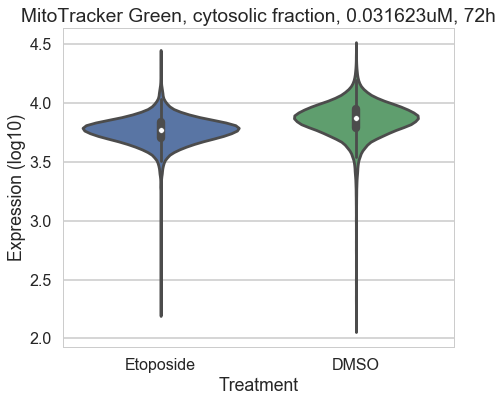 MitoTracker Green, cytosolic fraction, 0.031623uM, 72h
4.5
4.0
3.5
3.0
2.5
2.0
Expression (log10)
Etoposide DMSO
Treatment